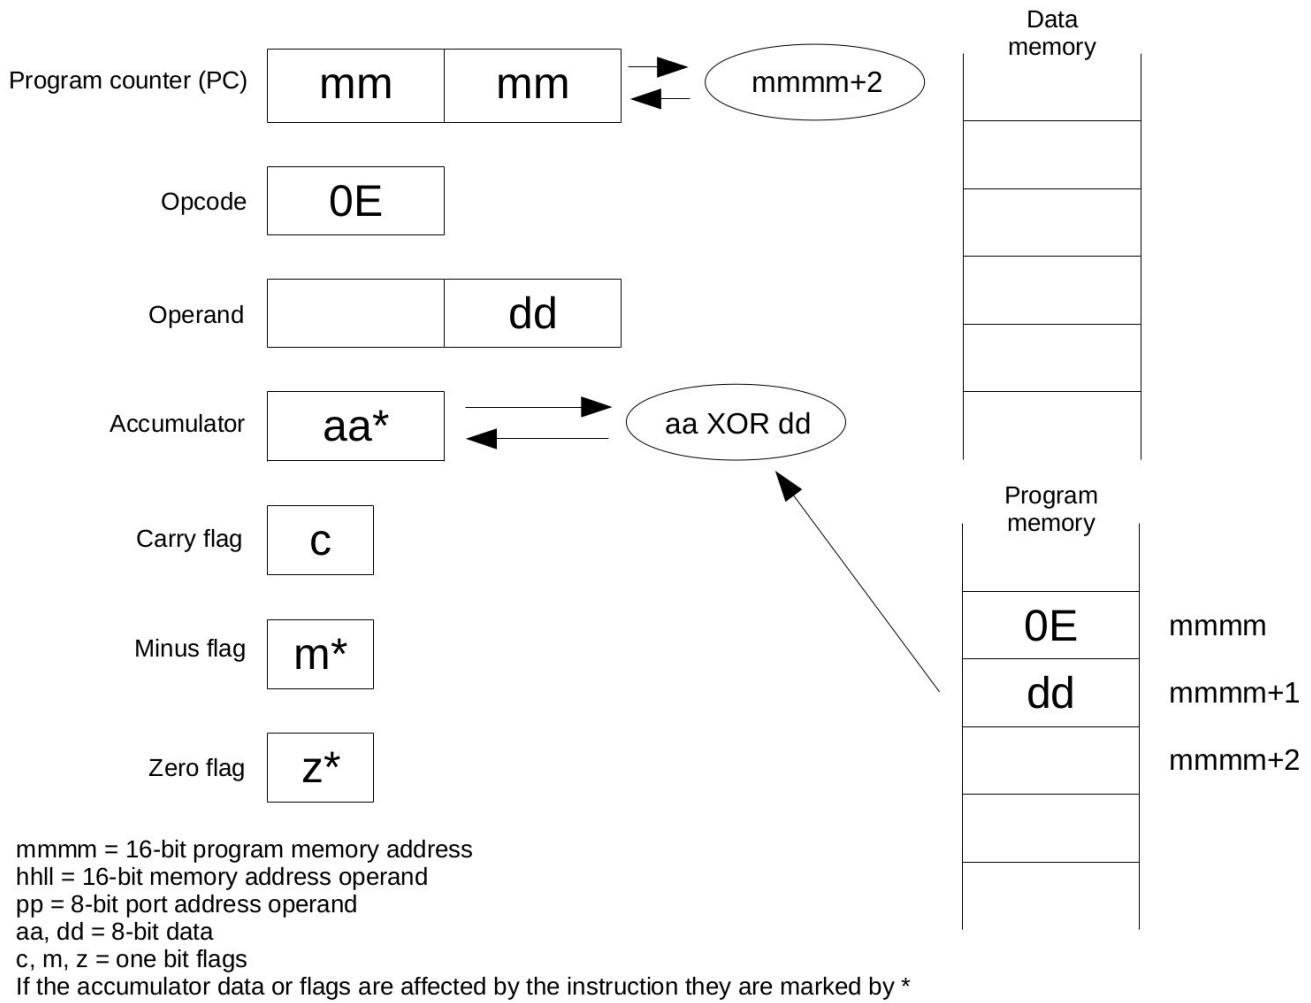 Data
memory
Program counter (PC)
mm
mm
mmmm+2
Opcode
0E
Operand
dd
Accumulator
aa*
aa XOR dd
Carry flag
c
Minus flag
m*
Zero flag
z*
Program
memory
0E
mmmm
dd
mmmm+1
mmmm+2
mmmm = 16-bit program memory address
hhll = 16-bit memory address operand
pp = 8-bit port address operand
aa, dd = 8-bit data
c, m, z = one bit flags
If the accumulator data or flags are affected by the instruction they are marked by *